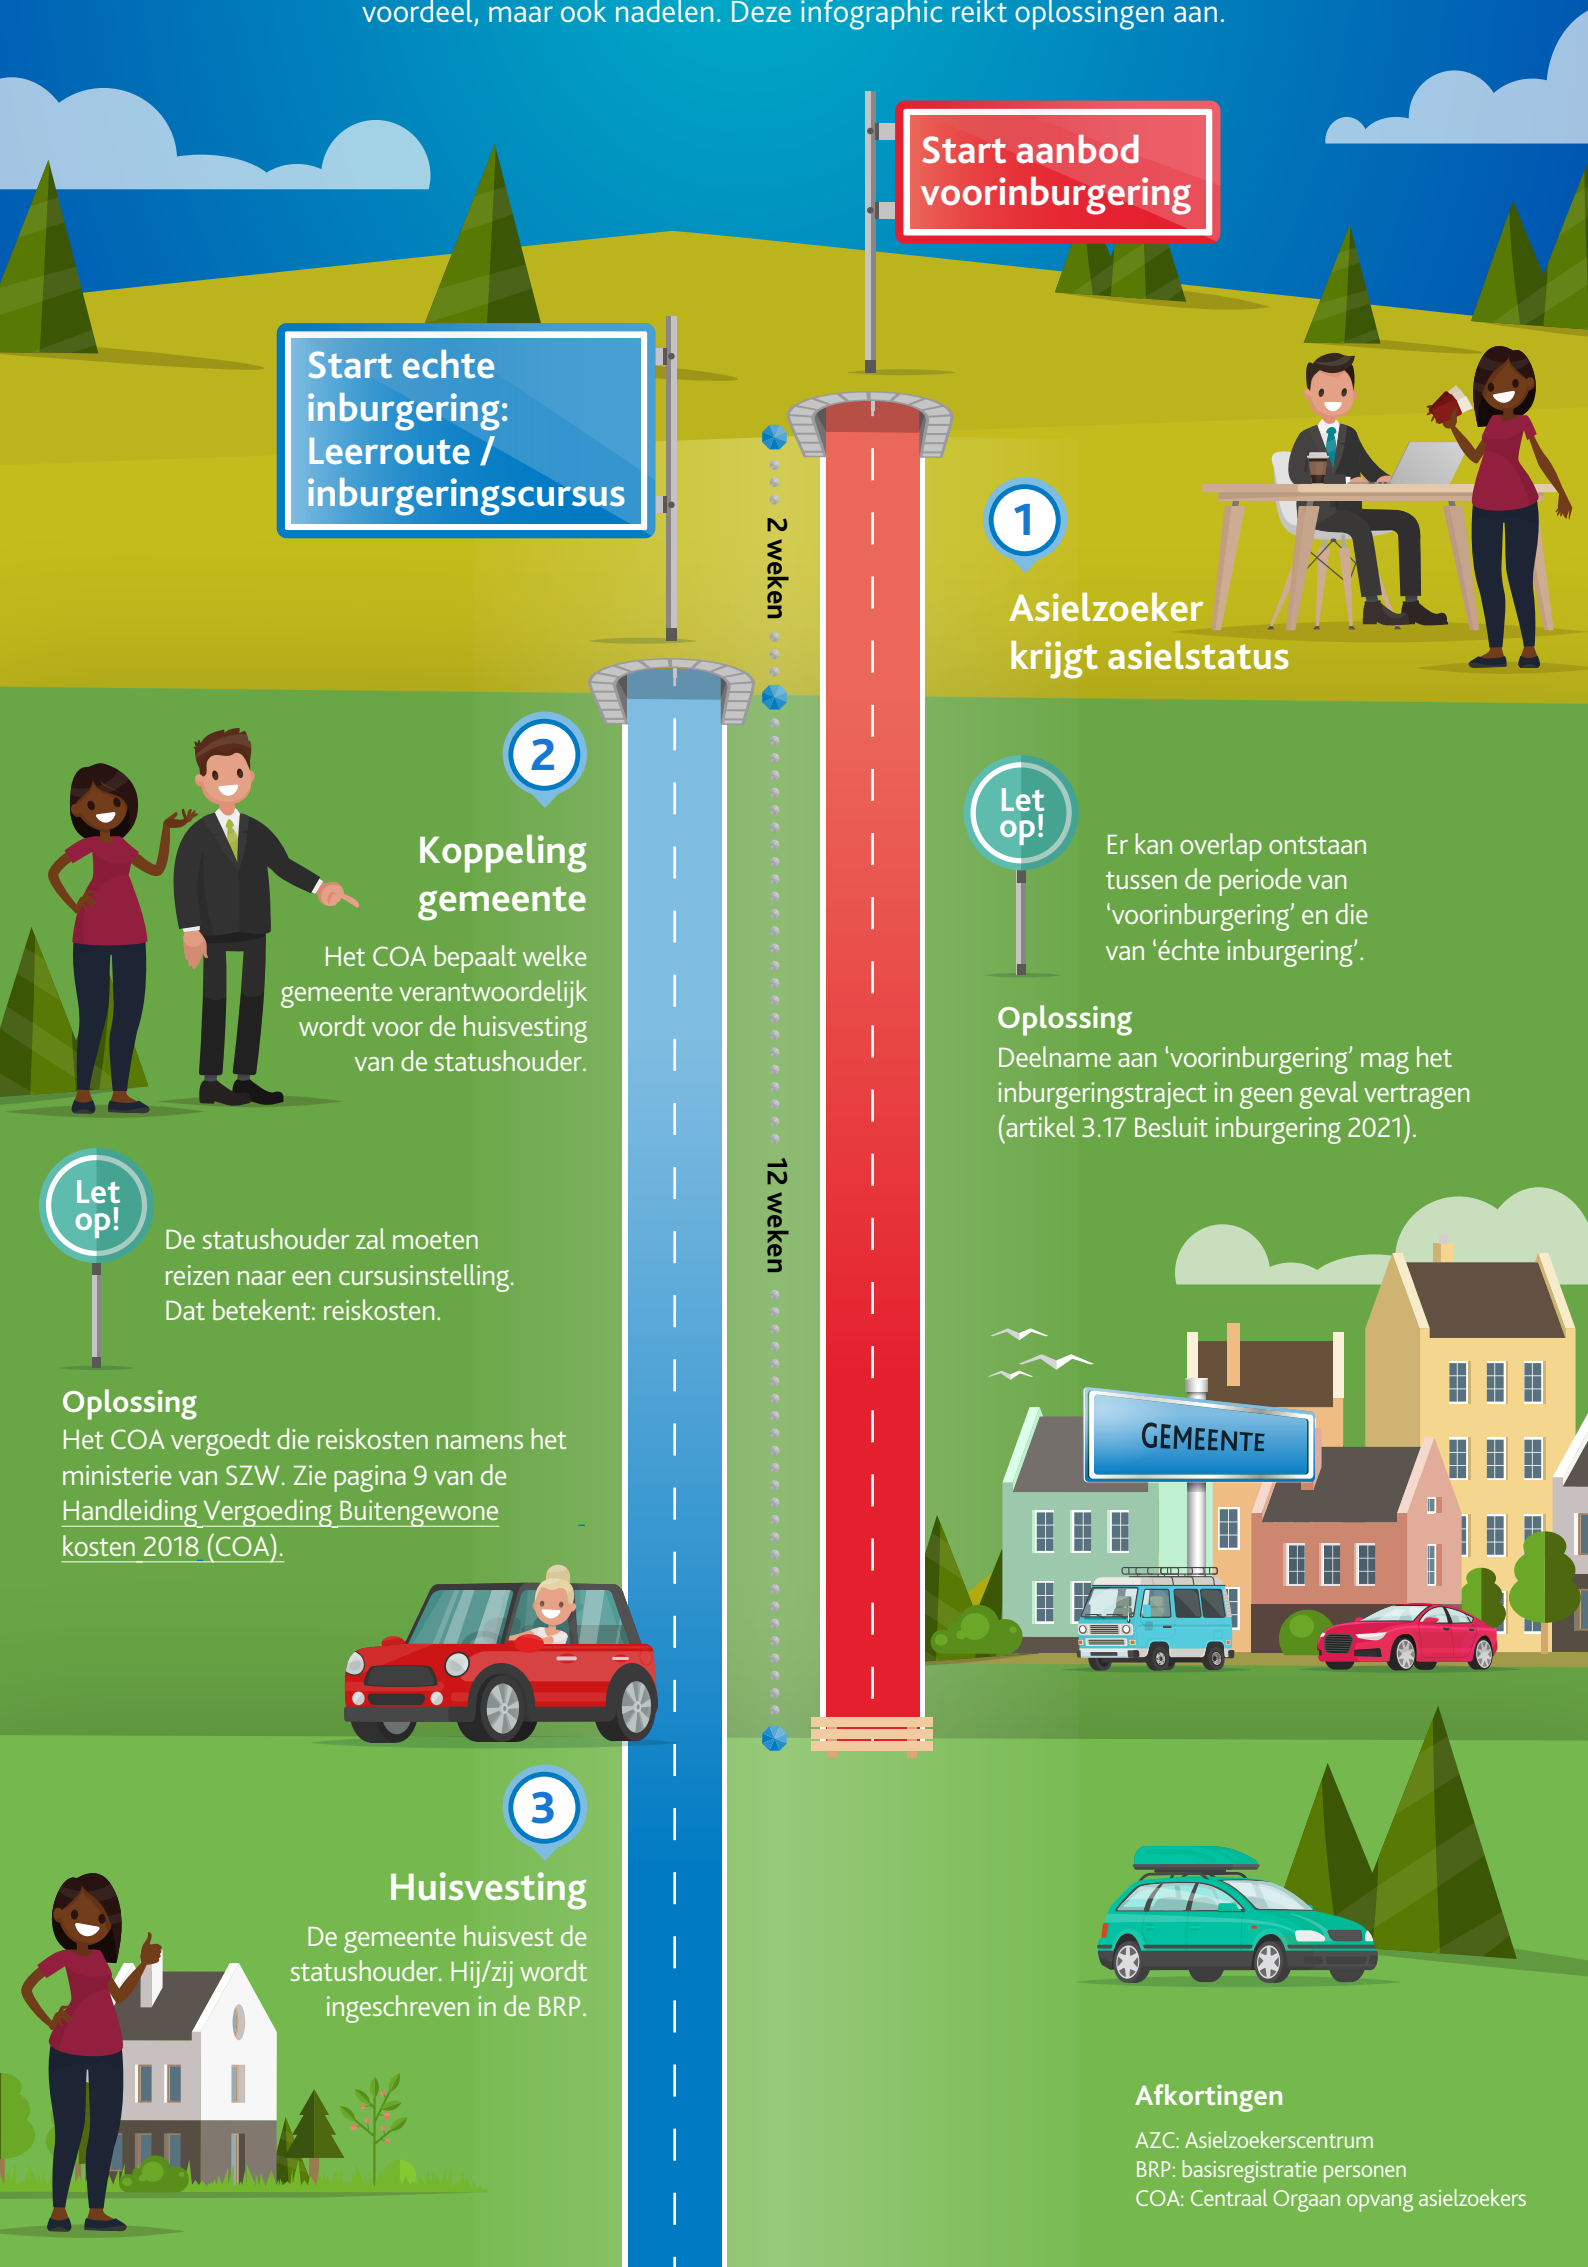 voordeel, maar ook nadelen. Deze infographic reikt oplossingen aan.
Start aanbod
voorinburgering
Start echte
inburgering:
Leerroute /
inburgeringscursus
2 weken
1
Asielzoeker
krijgt asielstatus
2
Koppeling
gemeente
Het COA bepaalt welke
gemeente verantwoordelijk
wordt voor de huisvesting
van de statushouder.
Let
op!
Er kan overlap ontstaan
tussen de periode van
‘voorinburgering’ en die
van ‘échte inburgering’.
Oplossing
Deelname aan ‘voorinburgering’ mag het
inburgeringstraject in geen geval vertragen
(artikel 3.17 Besluit inburgering 2021).
12 weken
Let
op!
De statushouder zal moeten
reizen naar een cursusinstelling.
Dat betekent: reiskosten.
Oplossing
Het COA vergoedt die reiskosten namens het
ministerie van SZW. Zie pagina 9 van de
Handleiding Vergoeding Buitengewone
kosten 2018 (COA).
GEMEENTE
3
Huisvesting
De gemeente huisvest de
statushouder. Hij/zij wordt
ingeschreven in de BRP.
Afkortingen
AZC: Asielzoekerscentrum
BRP: basisregistratie personen
COA: Centraal Orgaan opvang asielzoekers